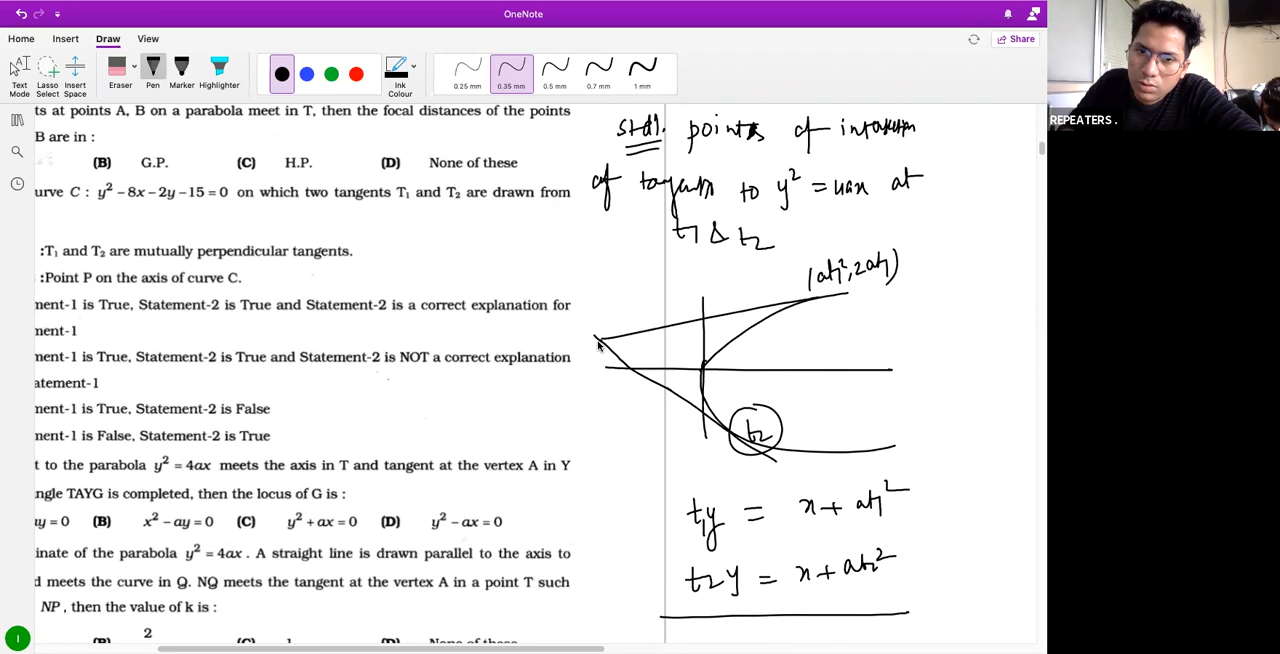 OneNote
Home Insert Draw View
Share
Text Mode
Lasso Select
Insert Space
Eraser
Pen
Marker
Highlighter
Ink Colour
0.25 mm 0.35 mm 0.5 mm 0.7 mm 1 mm
REPEATERS .
ts at points A, B on a parabola meet in T, then the focal distances of the points
B are in :
(B) G.P. (C) H.P. (D) None of these
urve C : y² − 8x − 2y − 15 = 0 on which two tangents T₁ and T₂ are drawn from
:T₁ and T₂ are mutually perpendicular tangents.
:Point P on the axis of curve C.
nent-1 is True, Statement-2 is True and Statement-2 is a correct explanation for
nent-1
nent-1 is True, Statement-2 is True and Statement-2 is NOT a correct explanation
atement-1
nent-1 is True, Statement-2 is False
nent-1 is False, Statement-2 is True
t to the parabola y² = 4ax meets the axis in T and tangent at the vertex A in Y
ngle TAYG is completed, then the locus of G is :
ıy = 0 (B) x² − ay = 0 (C) y² + ax = 0 (D) y² − ax = 0
inate of the parabola y² = 4ax . A straight line is drawn parallel to the axis to
d meets the curve in Q. NQ meets the tangent at the vertex A in a point T such
NP , then the value of k is :
2
None of these
points of
of to y² = 4ax at
t₁ & t₂
(at₁², 2at₁)
t₂
t₁y = x + at₁²
t₂y = x + at₂²
I